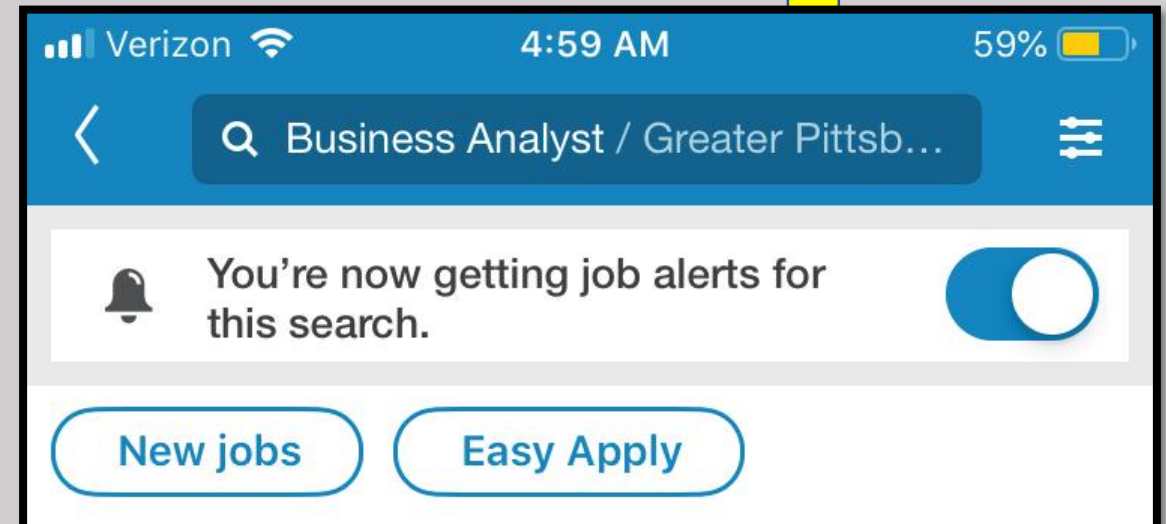 Verizon 4:59 AM 59%
Business Analyst / Greater Pittsb...
You’re now getting job alerts for
this search.
New jobs Easy Apply